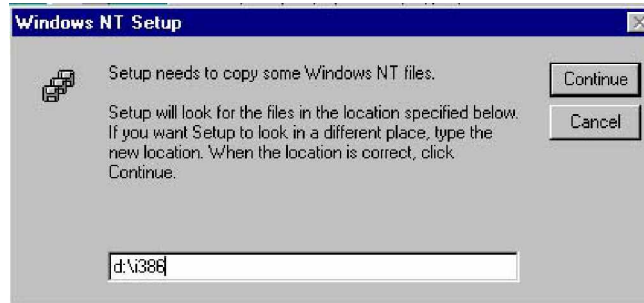 Windows NT Setup
Setup needs to copy some Windows NT files.
Continue
Setup will look for the files in the location specified below.
If you want Setup to look in a different place, type the
new location. When the location is correct, click
Continue.
Cancel
d:\i386